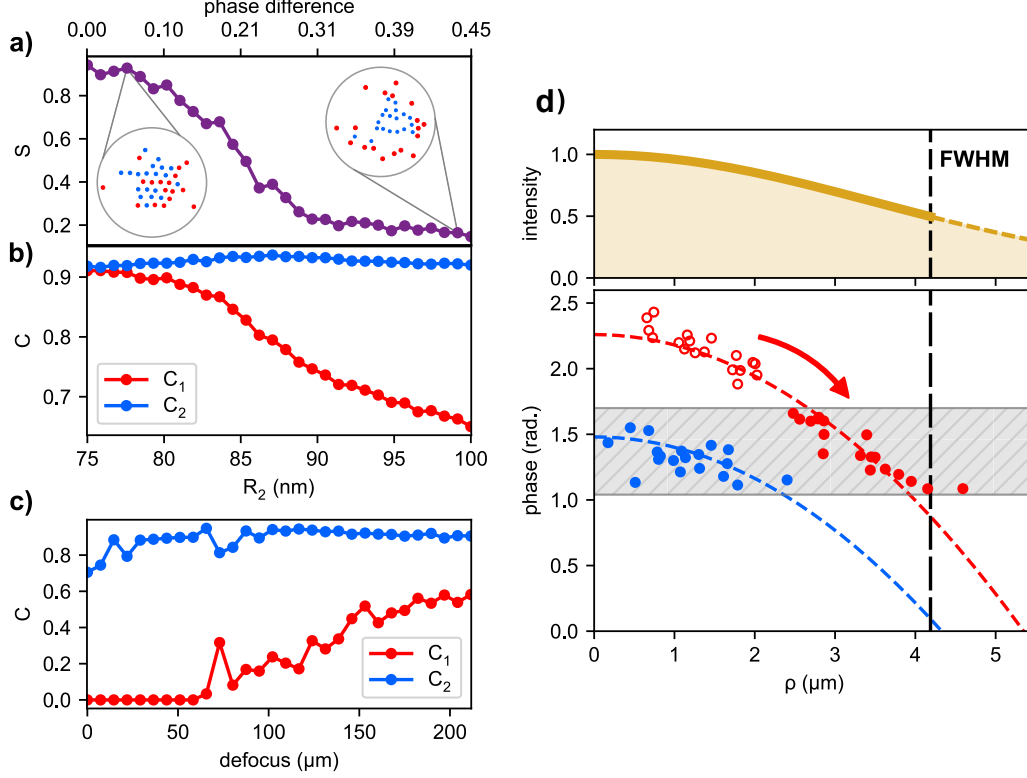 phase difference
0.00 0.10 0.21 0.31 0.39 0.45
a)
0.8
0.6
0.4
0.2
S
b)
0.9
0.8
0.7
C
C1
C2
75 80 85 90 95 100
R2 (nm)
c)
0.8
0.6
0.4
0.2
0.0
C
C1
C2
0 50 100 150 200
defocus (μm)
d)
FWHM
1.0
0.5
0.0
intensity
2.5
2.0
1.5
1.0
0.5
0.0
phase (rad.)
0 1 2 3 4 5
ρ (μm)